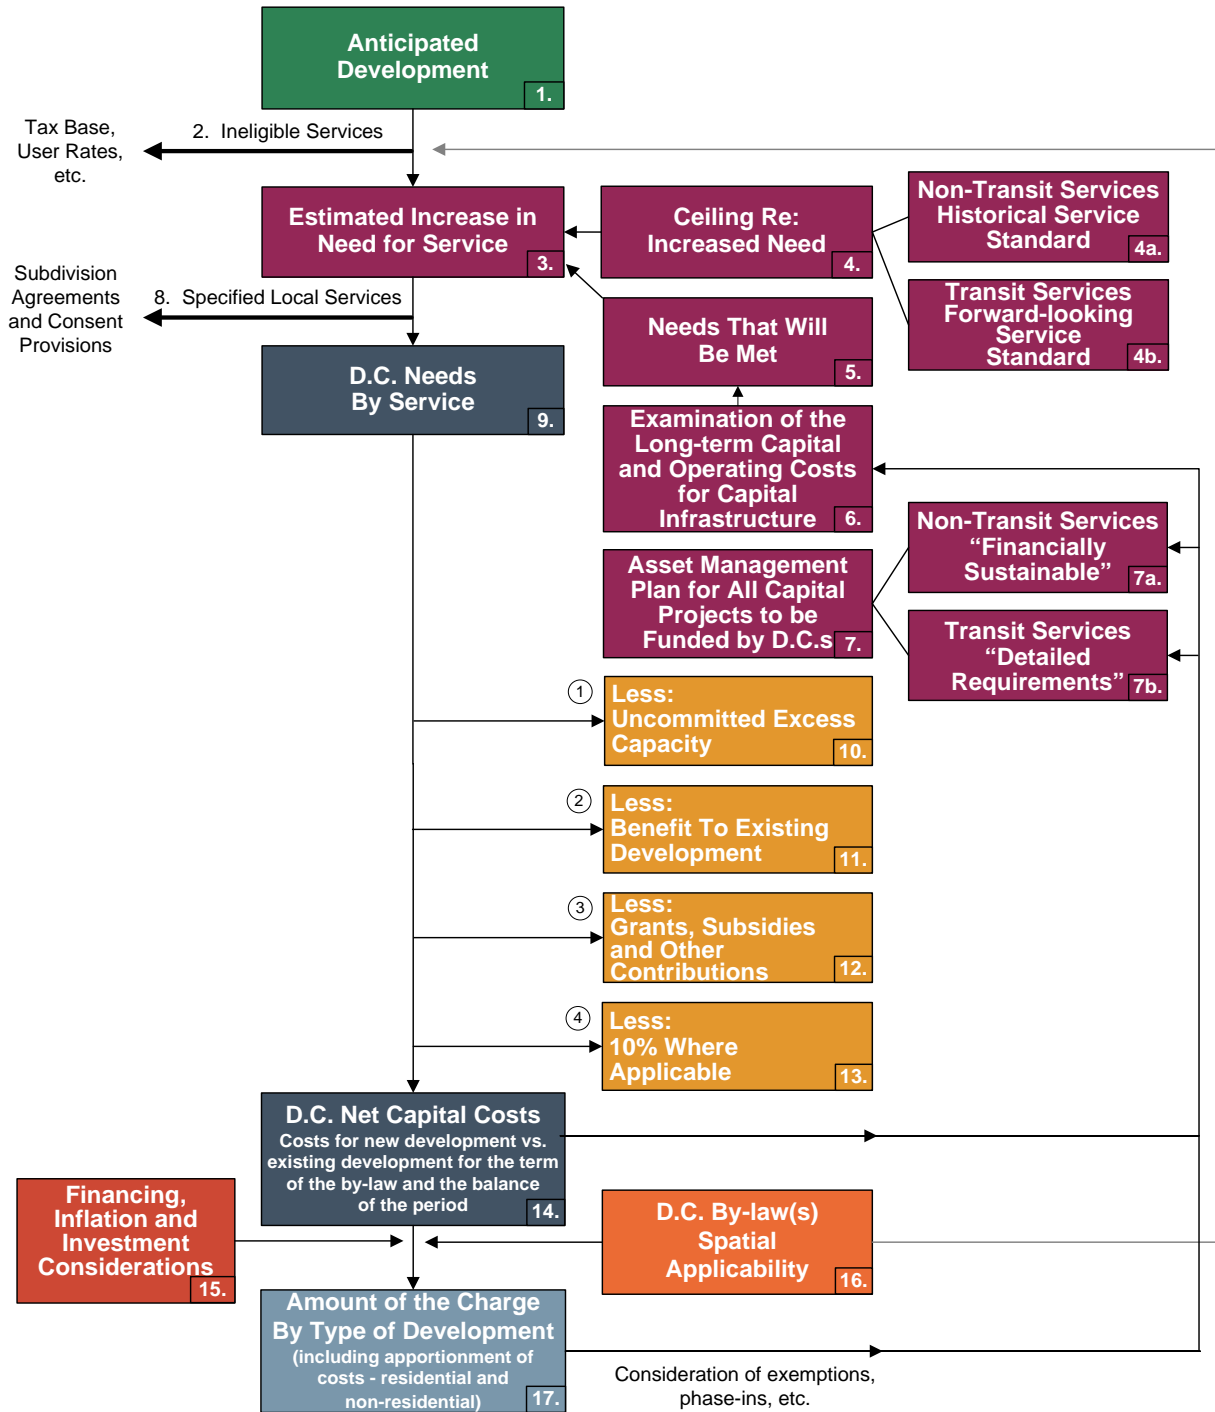 Anticipated
Development
1.
Tax Base,
User Rates,
etc.
2. Ineligible Services
Estimated Increase in
Need for Service
3.
Ceiling Re:
Increased Need
4.
Non-Transit Services
Historical Service
Standard
4a.
Transit Services
Forward-looking
Service
Standard
4b.
Subdivision
Agreements
and Consent
Provisions
8. Specified Local Services
Needs That Will
Be Met
5.
D.C. Needs
By Service
9.
Examination of the
Long-term Capital
and Operating Costs
for Capital
Infrastructure
6.
Asset Management
Plan for All Capital
Projects to be
Funded by D.C.s
7.
Non-Transit Services
“Financially
Sustainable”
7a.
Transit Services
“Detailed
Requirements”
7b.
1
Less:
Uncommitted Excess
Capacity
10.
2
Less:
Benefit To Existing
Development
11.
3
Less:
Grants, Subsidies
and Other
Contributions
12.
4
Less:
10% Where
Applicable
13.
D.C. Net Capital Costs
Costs for new development vs.
existing development for the term
of the by-law and the balance
of the period
14.
Financing,
Inflation and
Investment
Considerations
15.
D.C. By-law(s)
Spatial
Applicability
16.
Amount of the Charge
By Type of Development
(including apportionment of
costs - residential and
non-residential)
17.
Consideration of exemptions,
phase-ins, etc.